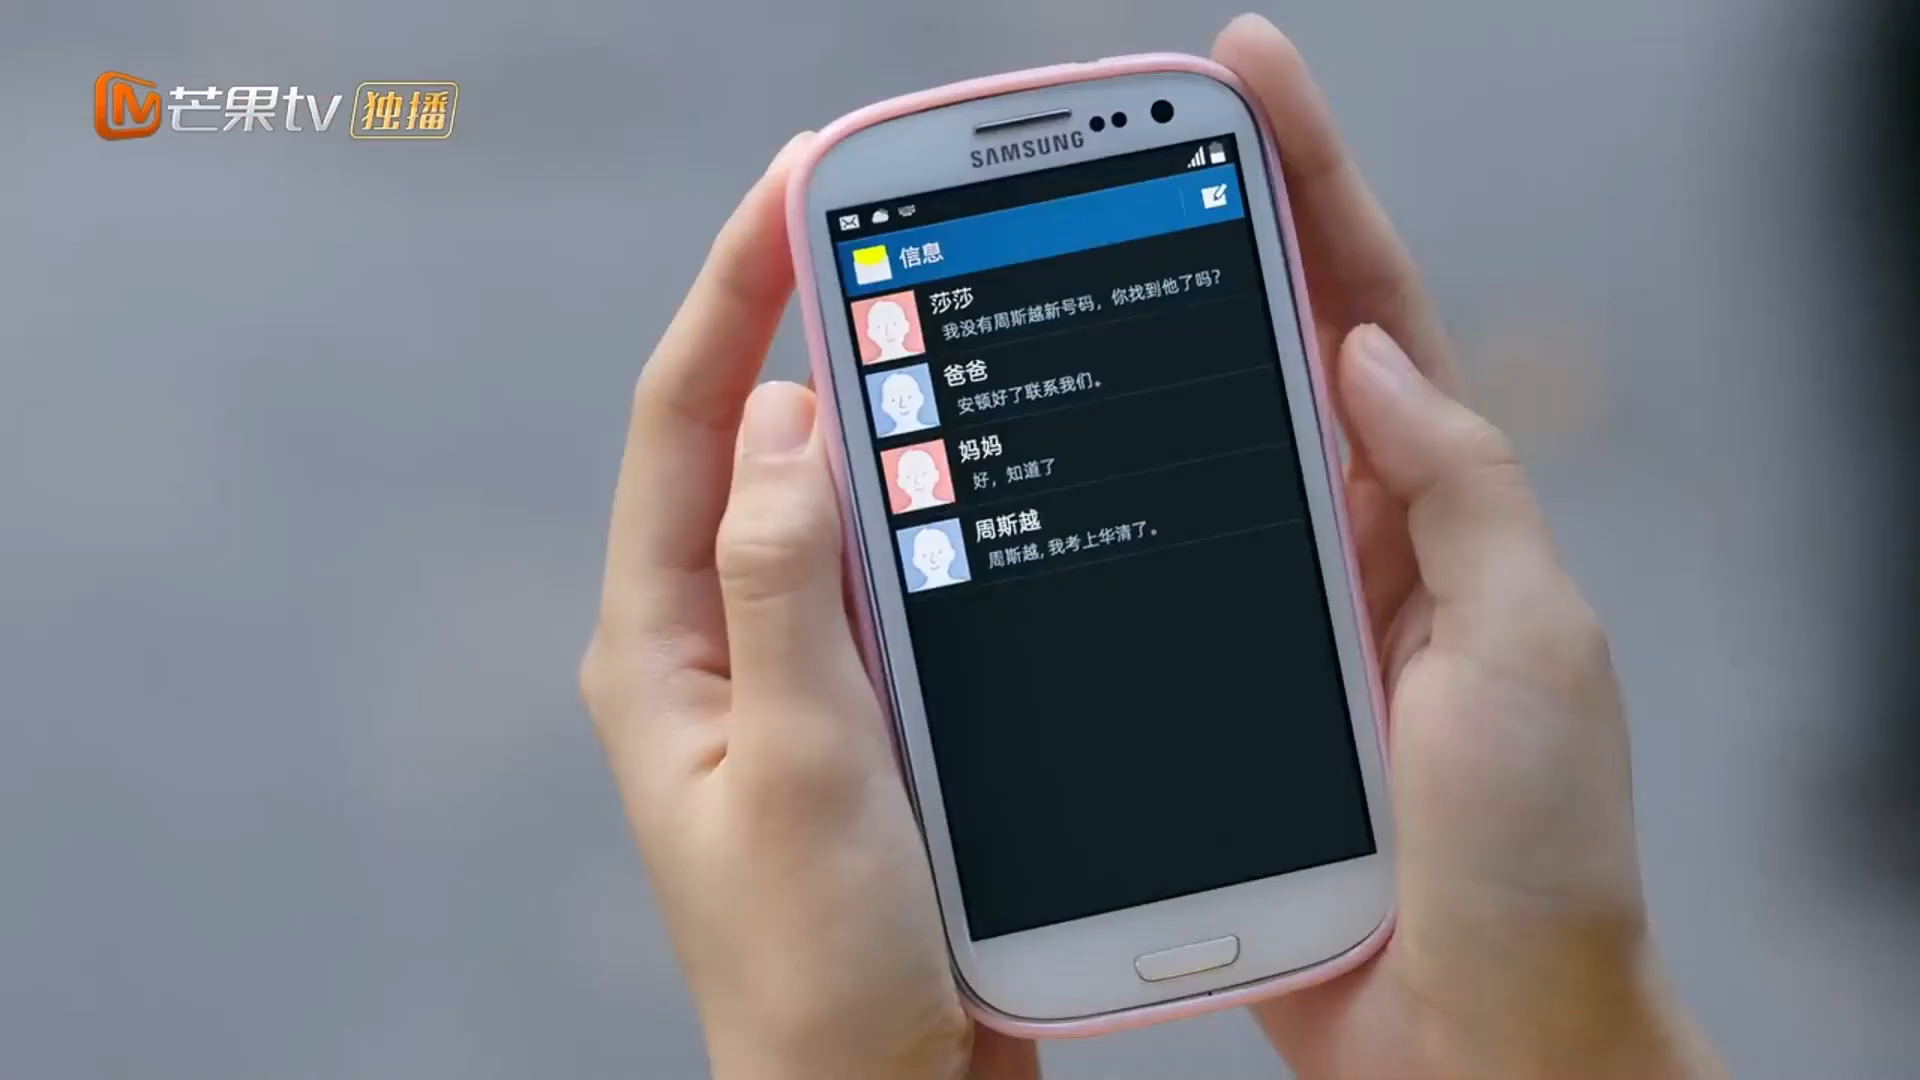 芒果tv 独播
SAMSUNG
信息
莎莎
我没有周斯越新号码，你找到他了吗？
爸爸
安顿好了联系我们。
妈妈
好，知道了
周斯越
周斯越,我考上华清了。